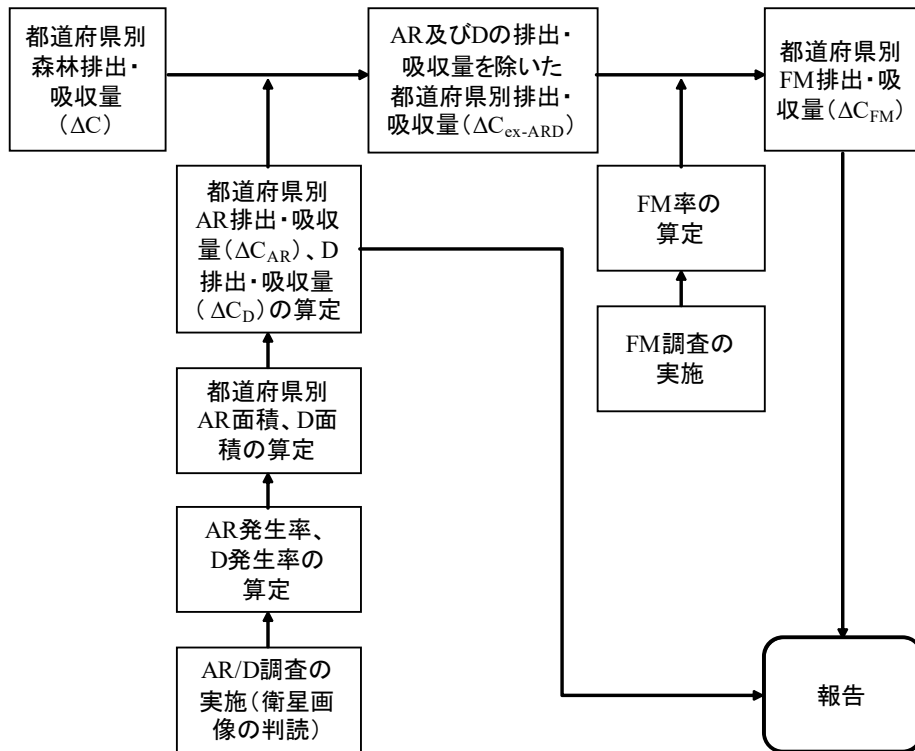 都道府県別
森林排出・
吸収量
（ΔC）
AR及びDの排出・
吸収量を除いた
都道府県別排出・
吸収量（ΔCex-ARD）
都道府県別
FM排出・吸
収量（ΔCFM）
都道府県別
AR排出・吸収
量（ΔCAR）、D
排出・吸収量
（ΔCD）の算定
FM率の
算定
FM調査の
実施
都道府県別
AR面積、D面
積の算定
AR発生率、
D発生率の
算定
AR/D調査の
実施（衛星画
像の判読）
報告